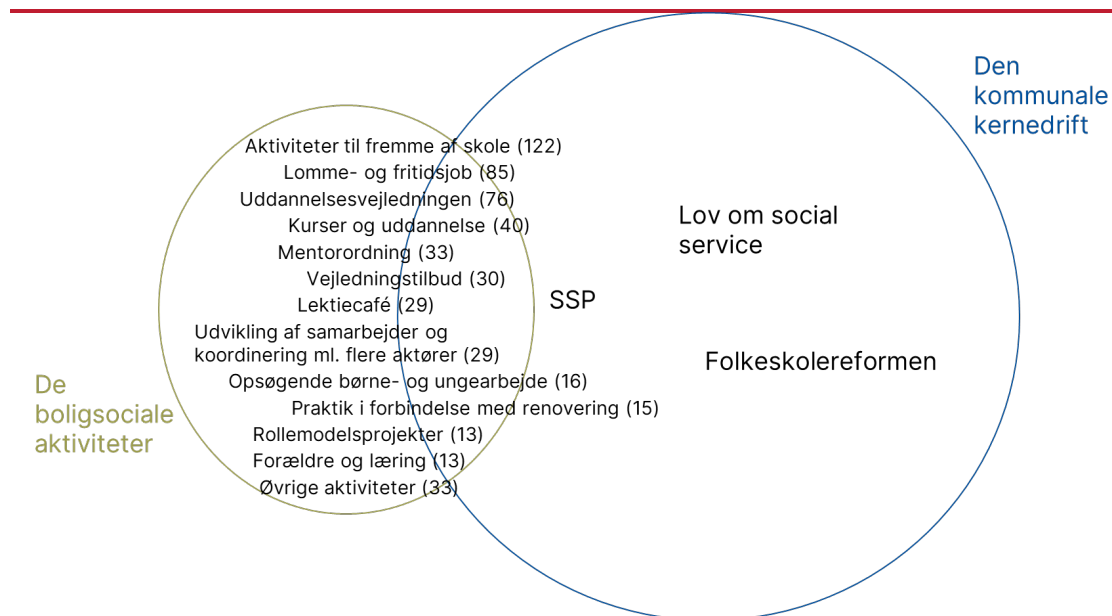 Den
kommunale
kernedrift
Aktiviteter til fremme af skole (122)
Lomme- og fritidsjob (85)
Uddannelsesvejledningen (76)
Kurser og uddannelse (40)
Mentorordning (33)
Vejledningstilbud (30)
Lektiecafé (29)
Udvikling af samarbejder og
koordinering ml. flere aktører (29)
Opsøgende børne- og ungearbejde (16)
Praktik i forbindelse med renovering (15)
Rollemodelsprojekter (13)
Forældre og læring (13)
Øvrige aktiviteter (33)
Lov om social
service
SSP
Folkeskolereformen
De
boligsociale
aktiviteter